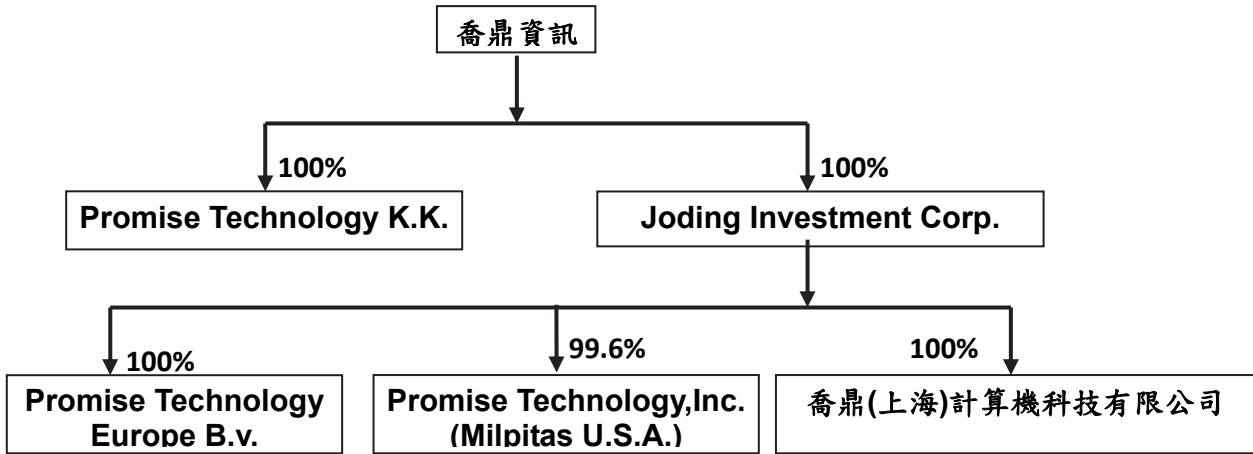 喬鼎資訊
100%
100%
Promise Technology K.K.
Joding Investment Corp.
100%
99.6%
100%
Promise Technology
Europe B.v.
Promise Technology,Inc.
(Milpitas U.S.A.)
喬鼎(上海)計算機科技有限公司